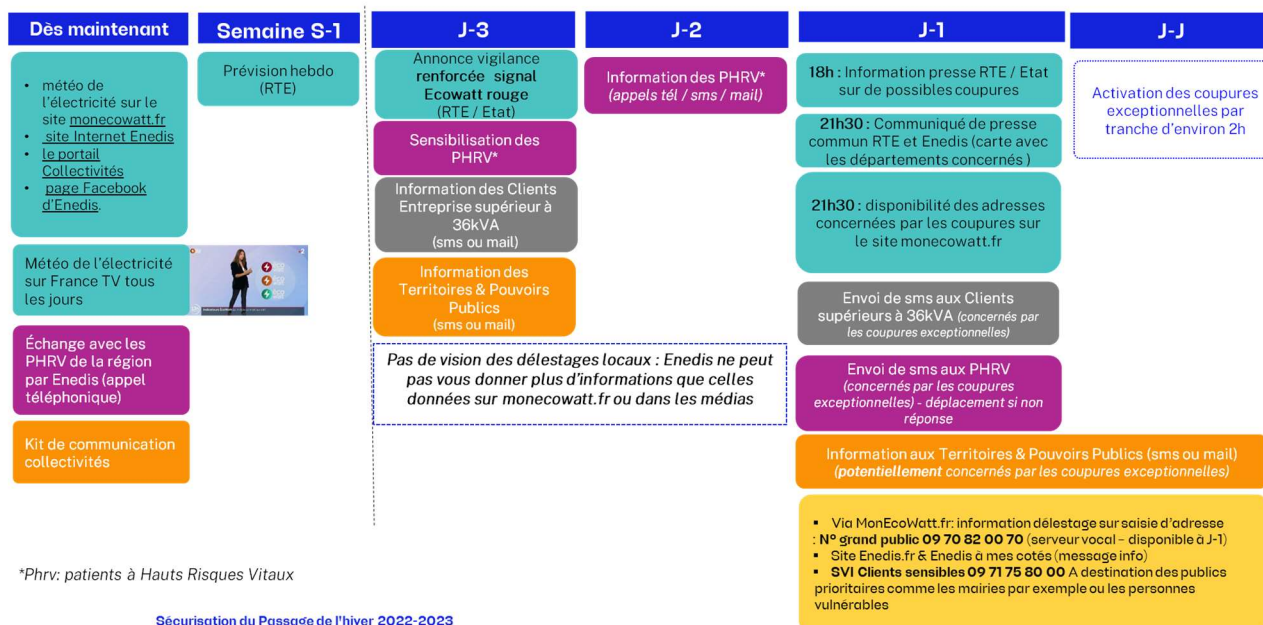 Dès maintenant
Semaine S-1
J-3
J-2
J-1
J-J
• météo de
l'électricité sur le
site monecowatt.fr
• site Internet Enedis
• le portail
Collectivités
• page Facebook
d'Enedis.
Météo de l'électricité
sur France TV tous
les jours
Échange avec les
PHRV de la région
par Enedis (appel
téléphonique)
Kit de communication
collectivités
Prévision hebdo
(RTE)
Annonce vigilance
renforcée signal
Ecowatt rouge
(RTE / Etat)
Sensibilisation des
PHRV*
Information des Clients
Entreprise supérieur à
36kVA
(sms ou mail)
Information des
Territoires & Pouvoirs
Publics
(sms ou mail)
Information des PHRV*
(appels tél / sms / mail)
Pas de vision des délestages locaux : Enedis ne peut
pas vous donner plus d'informations que celles
données sur monecowatt.fr ou dans les médias
18h : Information presse RTE / Etat
sur de possibles coupures
21h30 : Communiqué de presse
commun RTE et Enedis (carte avec
les départements concernés )
21h30 : disponibilité des adresses
concernées par les coupures sur
le site monecowatt.fr
Envoi de sms aux Clients
supérieurs à 36kVA (concernés par
les coupures exceptionnelles)
Envoi de sms aux PHRV
(concernés par les coupures
exceptionnelles) - déplacement si non
réponse
Activation des coupures
exceptionnelles par
tranche d'environ 2h
Information aux Territoires & Pouvoirs Publics (sms ou mail)
(potentiellement concernés par les coupures exceptionnelles)
▪ Via MonEcoWatt.fr: information délestage sur saisie d'adresse
: N° grand public 09 70 82 00 70 (serveur vocal – disponible à J-1)
▪ Site Enedis.fr & Enedis à mes cotés (message info)
▪ SVI Clients sensibles 09 71 75 80 00 A destination des publics
prioritaires comme les mairies par exemple ou les personnes
vulnérables
*Phrv: patients à Hauts Risques Vitaux
Sécurisation du Passage de l'hiver 2022-2023